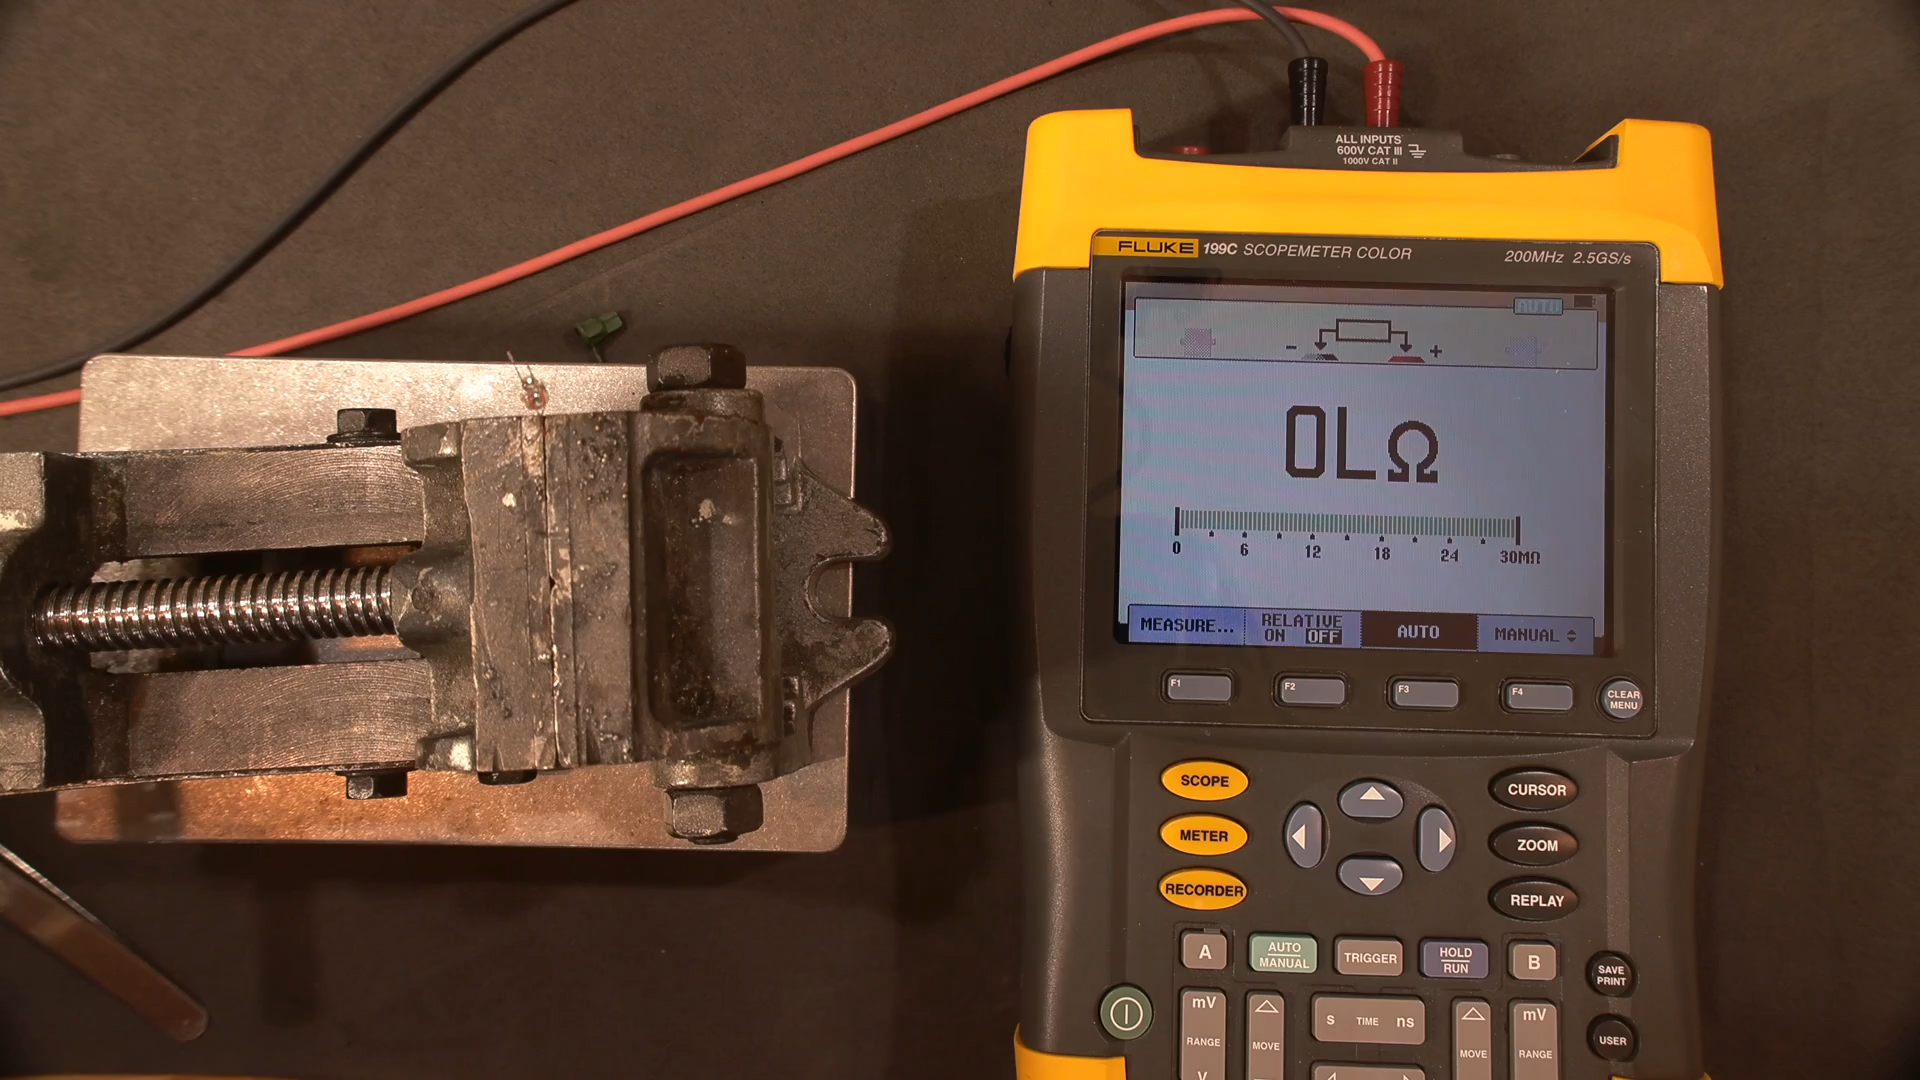 ALL INPUTS
600V CAT III
1000V CAT II
FLUKE 199C SCOPEMETER COLOR 200MHz 2.5GS/s
AUTO
- +
OLΩ
0 6 12 18 24 30MΩ
MEASURE... RELATIVE ON OFF AUTO MANUAL
F1 F2 F3 F4 CLEAR MENU
SCOPE CURSOR
METER ZOOM
RECORDER REPLAY
A AUTO MANUAL TRIGGER HOLD RUN B SAVE PRINT
mV s TIME ns mV
RANGE MOVE MOVE RANGE USER
V